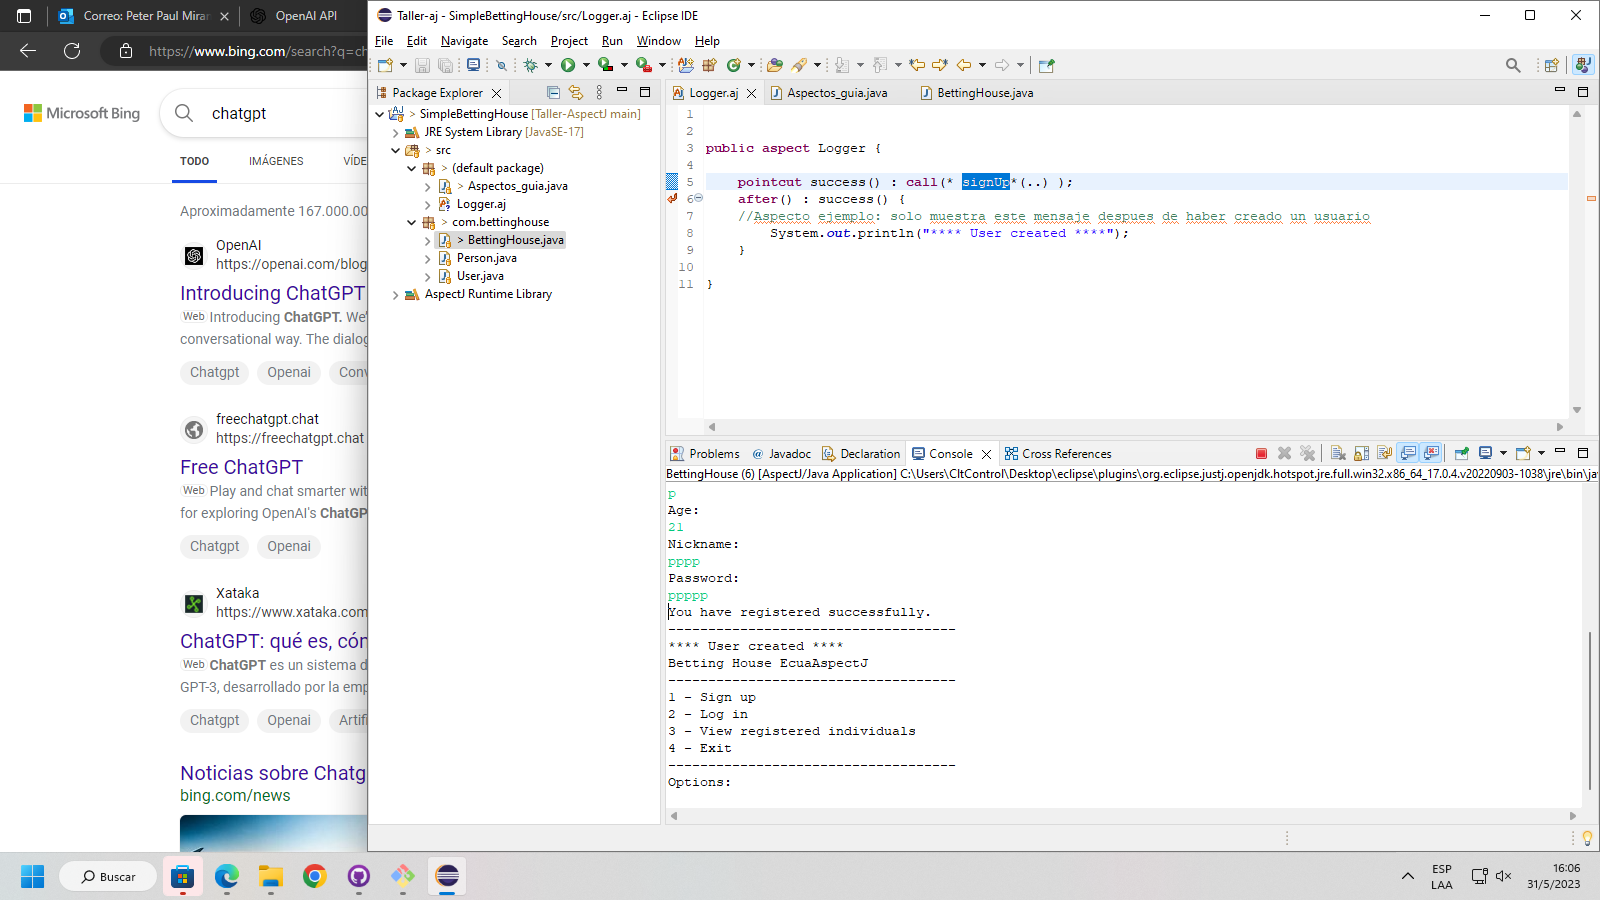 Correo: Peter Paul Mirar
OpenAI API
https://www.bing.com/search?q=ch
Microsoft Bing
chatgpt
TODO
IMÁGENES
VÍDE
Aproximadamente 167.000.00
OpenAI
https://openai.com/blog
Introducing ChatGPT
Web Introducing ChatGPT. We'
conversational way. The dialog
Chatgpt
Openai
Conv
freechatgpt.chat
https://freechatgpt.chat
Free ChatGPT
Web Play and chat smarter wit
for exploring OpenAI's ChatGP
Chatgpt
Openai
Xataka
https://www.xataka.com
ChatGPT: qué es, cón
Web ChatGPT es un sistema d
GPT-3, desarrollado por la emp
Chatgpt
Openai
Artifi
Noticias sobre Chatg
bing.com/news
Taller-aj - SimpleBettingHouse/src/Logger.aj - Eclipse IDE
File Edit Navigate Search Project Run Window Help
Package Explorer
> SimpleBettingHouse [Taller-AspectJ main]
JRE System Library [JavaSE-17]
> src
> (default package)
> Aspectos_guia.java
Logger.aj
> com.bettinghouse
> BettingHouse.java
Person.java
User.java
AspectJ Runtime Library
Logger.aj
Aspectos_guia.java
BettingHouse.java
1
2
3 public aspect Logger {
4
5 pointcut success() : call(* signUp*(..) );
6 after() : success() {
7 //Aspecto ejemplo: solo muestra este mensaje despues de haber creado un usuario
8 System.out.println("**** User created ****");
9 }
10
11 }
Problems
@ Javadoc
Declaration
Console
Cross References
BettingHouse (6) [AspectJ/Java Application] C:\Users\CltControl\Desktop\eclipse\plugins\org.eclipse.justj.openjdk.hotspot.jre.full.win32.x86_64_17.0.4.v20220903-1038\jre\bin\ja
p
Age:
21
Nickname:
pppp
Password:
ppppp
You have registered successfully.
------------------------------------
**** User created ****
Betting House EcuaAspectJ
------------------------------------
1 - Sign up
2 - Log in
3 - View registered individuals
4 - Exit
------------------------------------
Options:
Buscar
ESP
LAA
16:06
31/5/2023